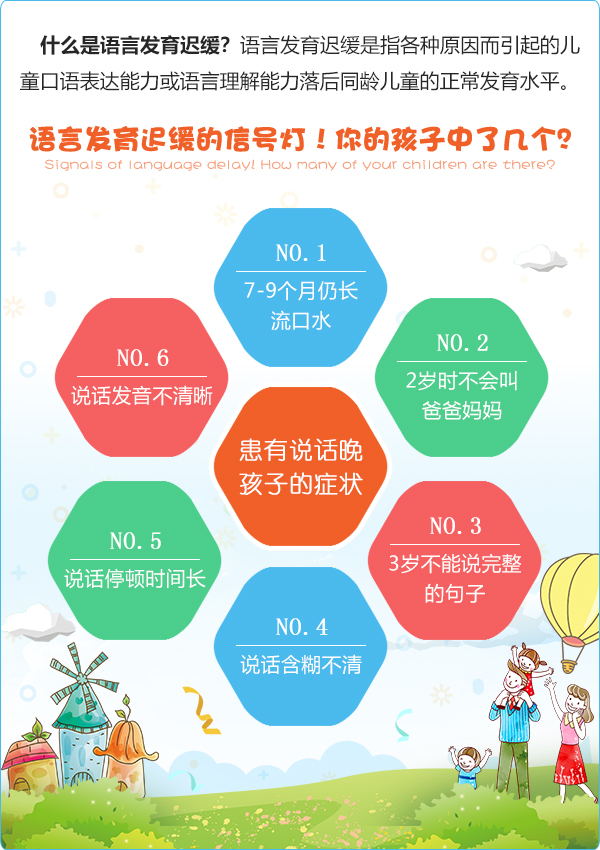 什么是语言发育迟缓？语言发育迟缓是指各种原因而引起的儿
童口语表达能力或语言理解能力落后同龄儿童的正常发育水平。
语言发育迟缓的信号灯！你的孩子中了几个？
Signals of language delay! How many of your children are there?
NO.1
7-9个月仍长
流口水
NO.2
2岁时不会叫
爸爸妈妈
NO.3
3岁不能说完整
的句子
NO.4
说话含糊不清
NO.5
说话停顿时间长
NO.6
说话发音不清晰
患有说话晚
孩子的症状